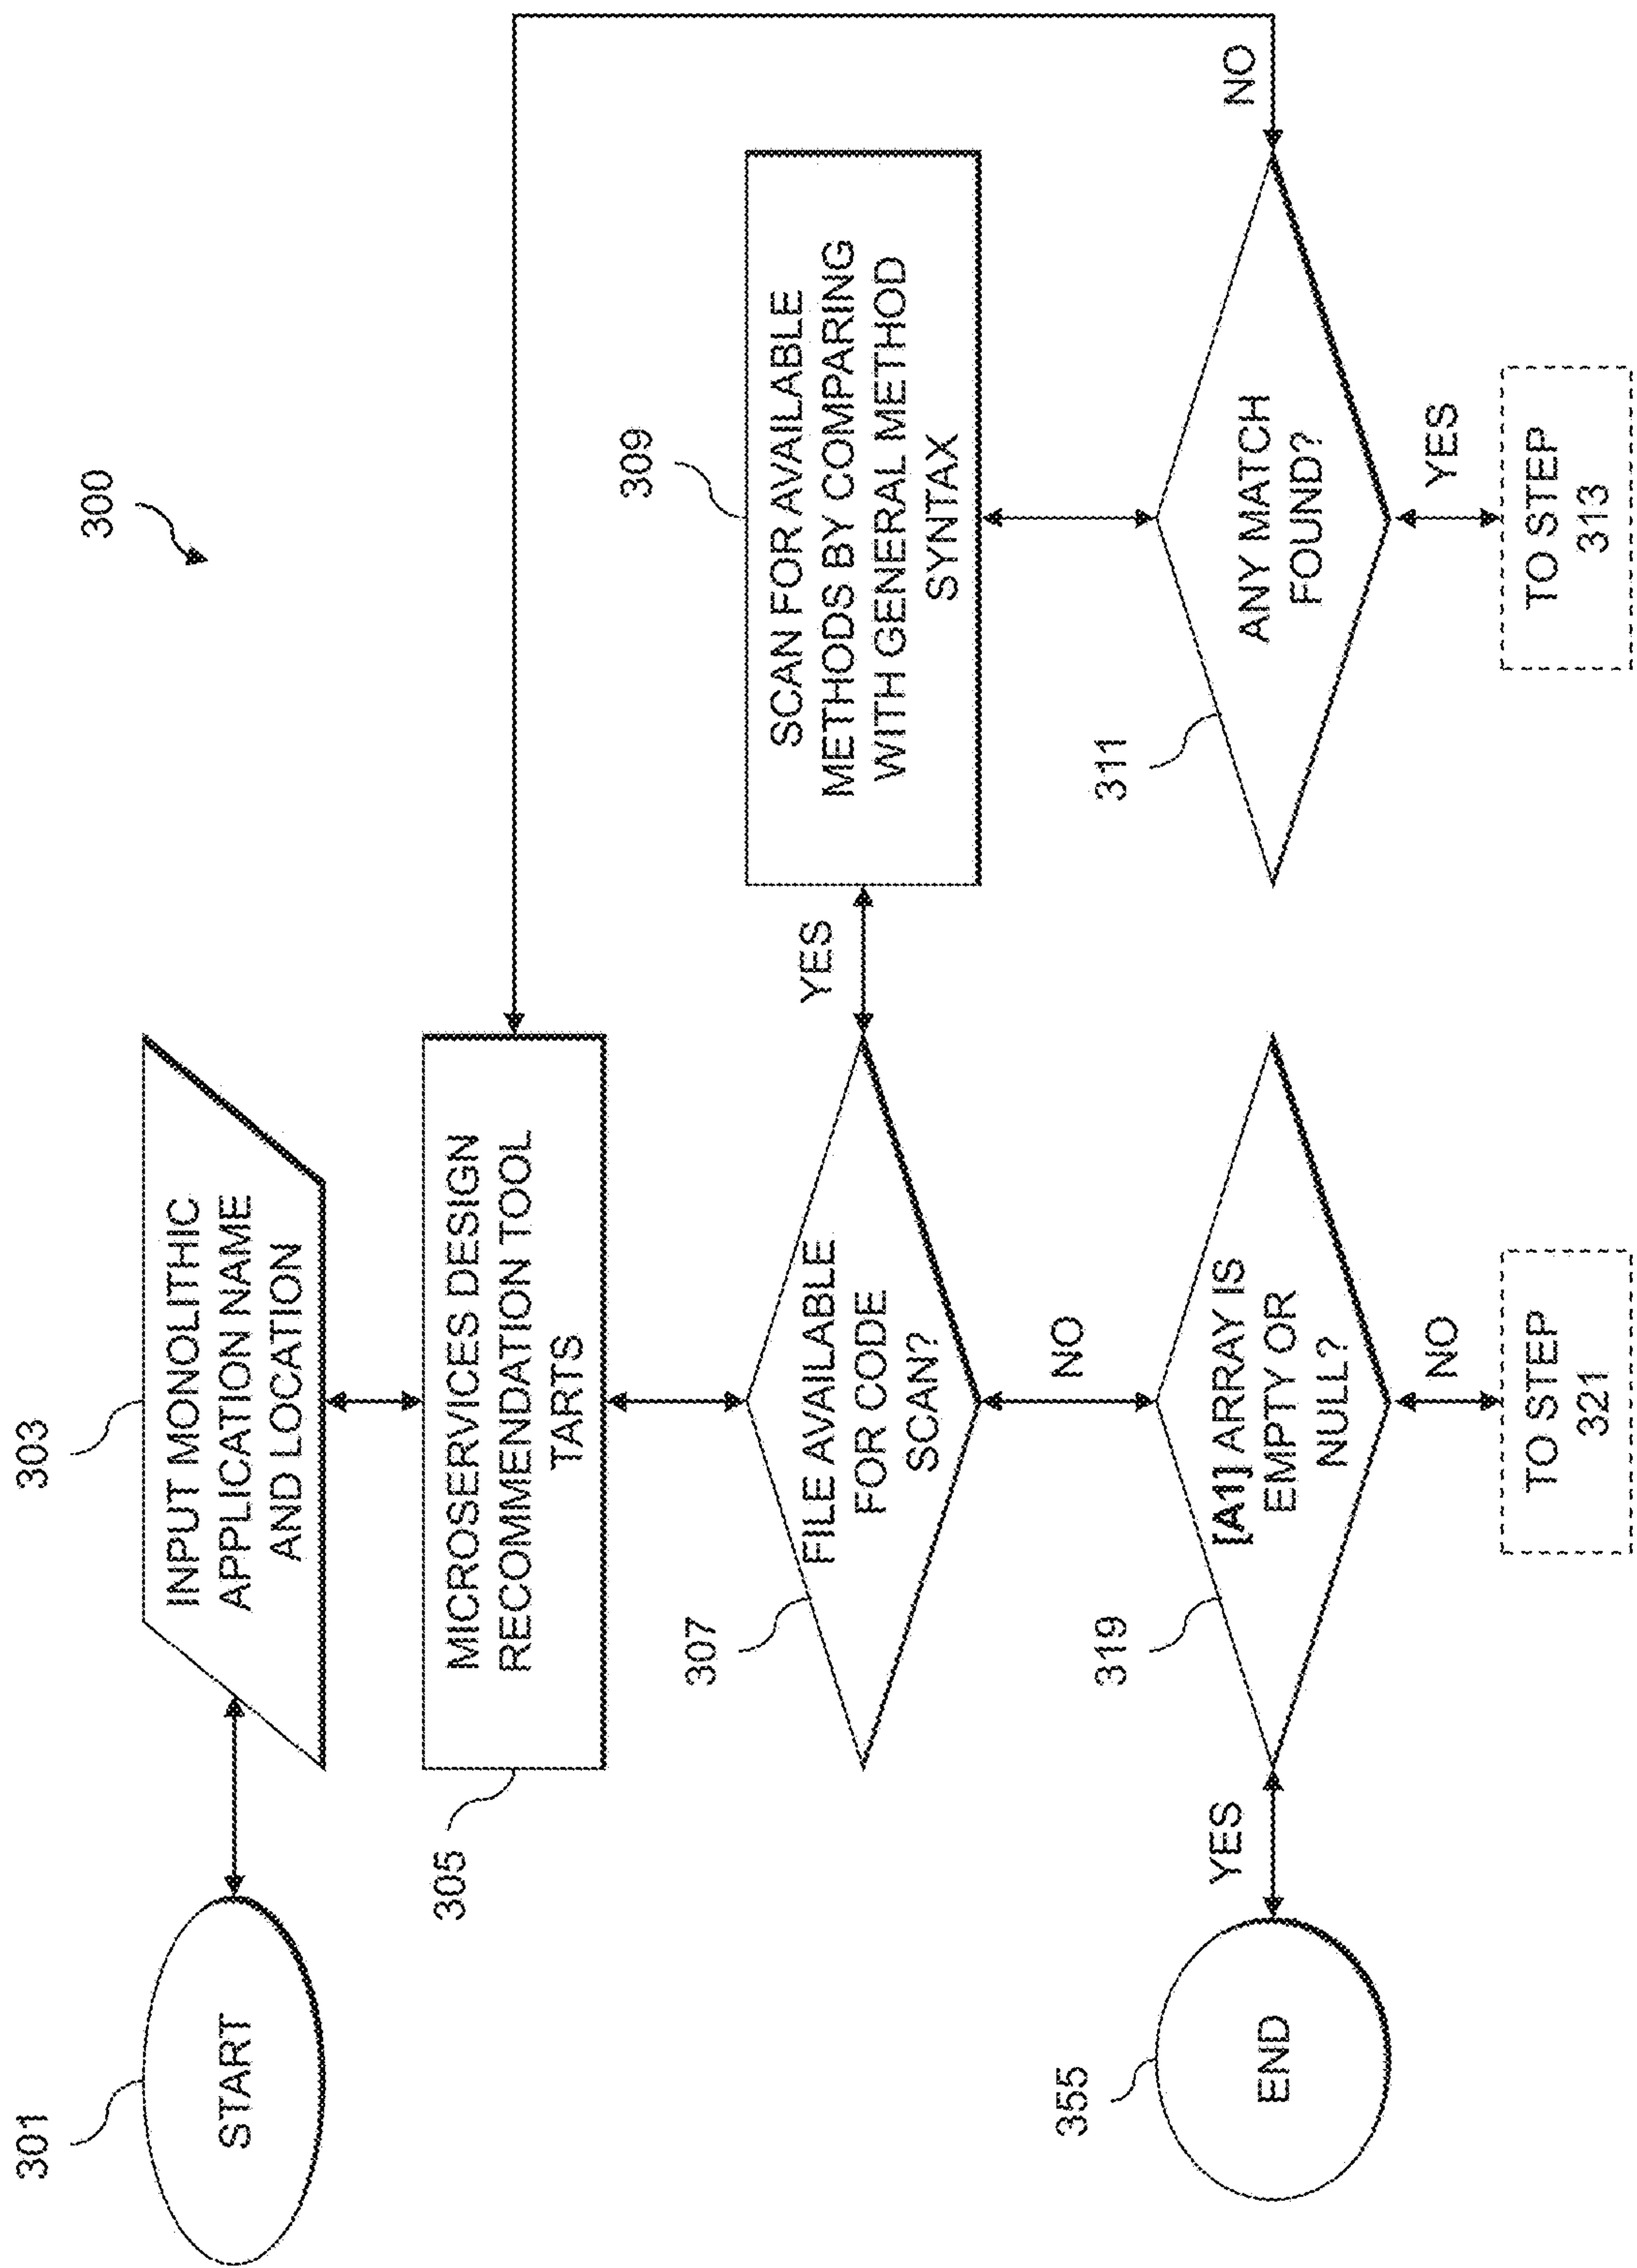 300
301
START
303
INPUT MONOLITHIC
APPLICATION NAME
AND LOCATION
305
MICROSERVICES DESIGN
RECOMMENDATION TOOL
TARTS
307
FILE AVAILABLE
FOR CODE
SCAN?
YES
309
SCAN FOR AVAILABLE
METHODS BY COMPARING
WITH GENERAL METHOD
SYNTAX
NO
311
ANY MATCH
FOUND?
NO
YES
TO STEP
313
319
[A1] ARRAY IS
EMPTY OR
NULL?
YES
355
END
NO
TO STEP
321